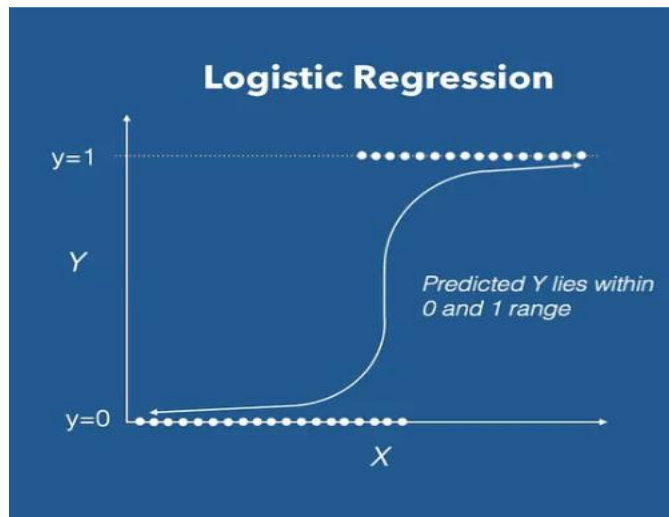 Logistic Regression
y=1
Y
Predicted Y lies within
0 and 1 range
y=0
X